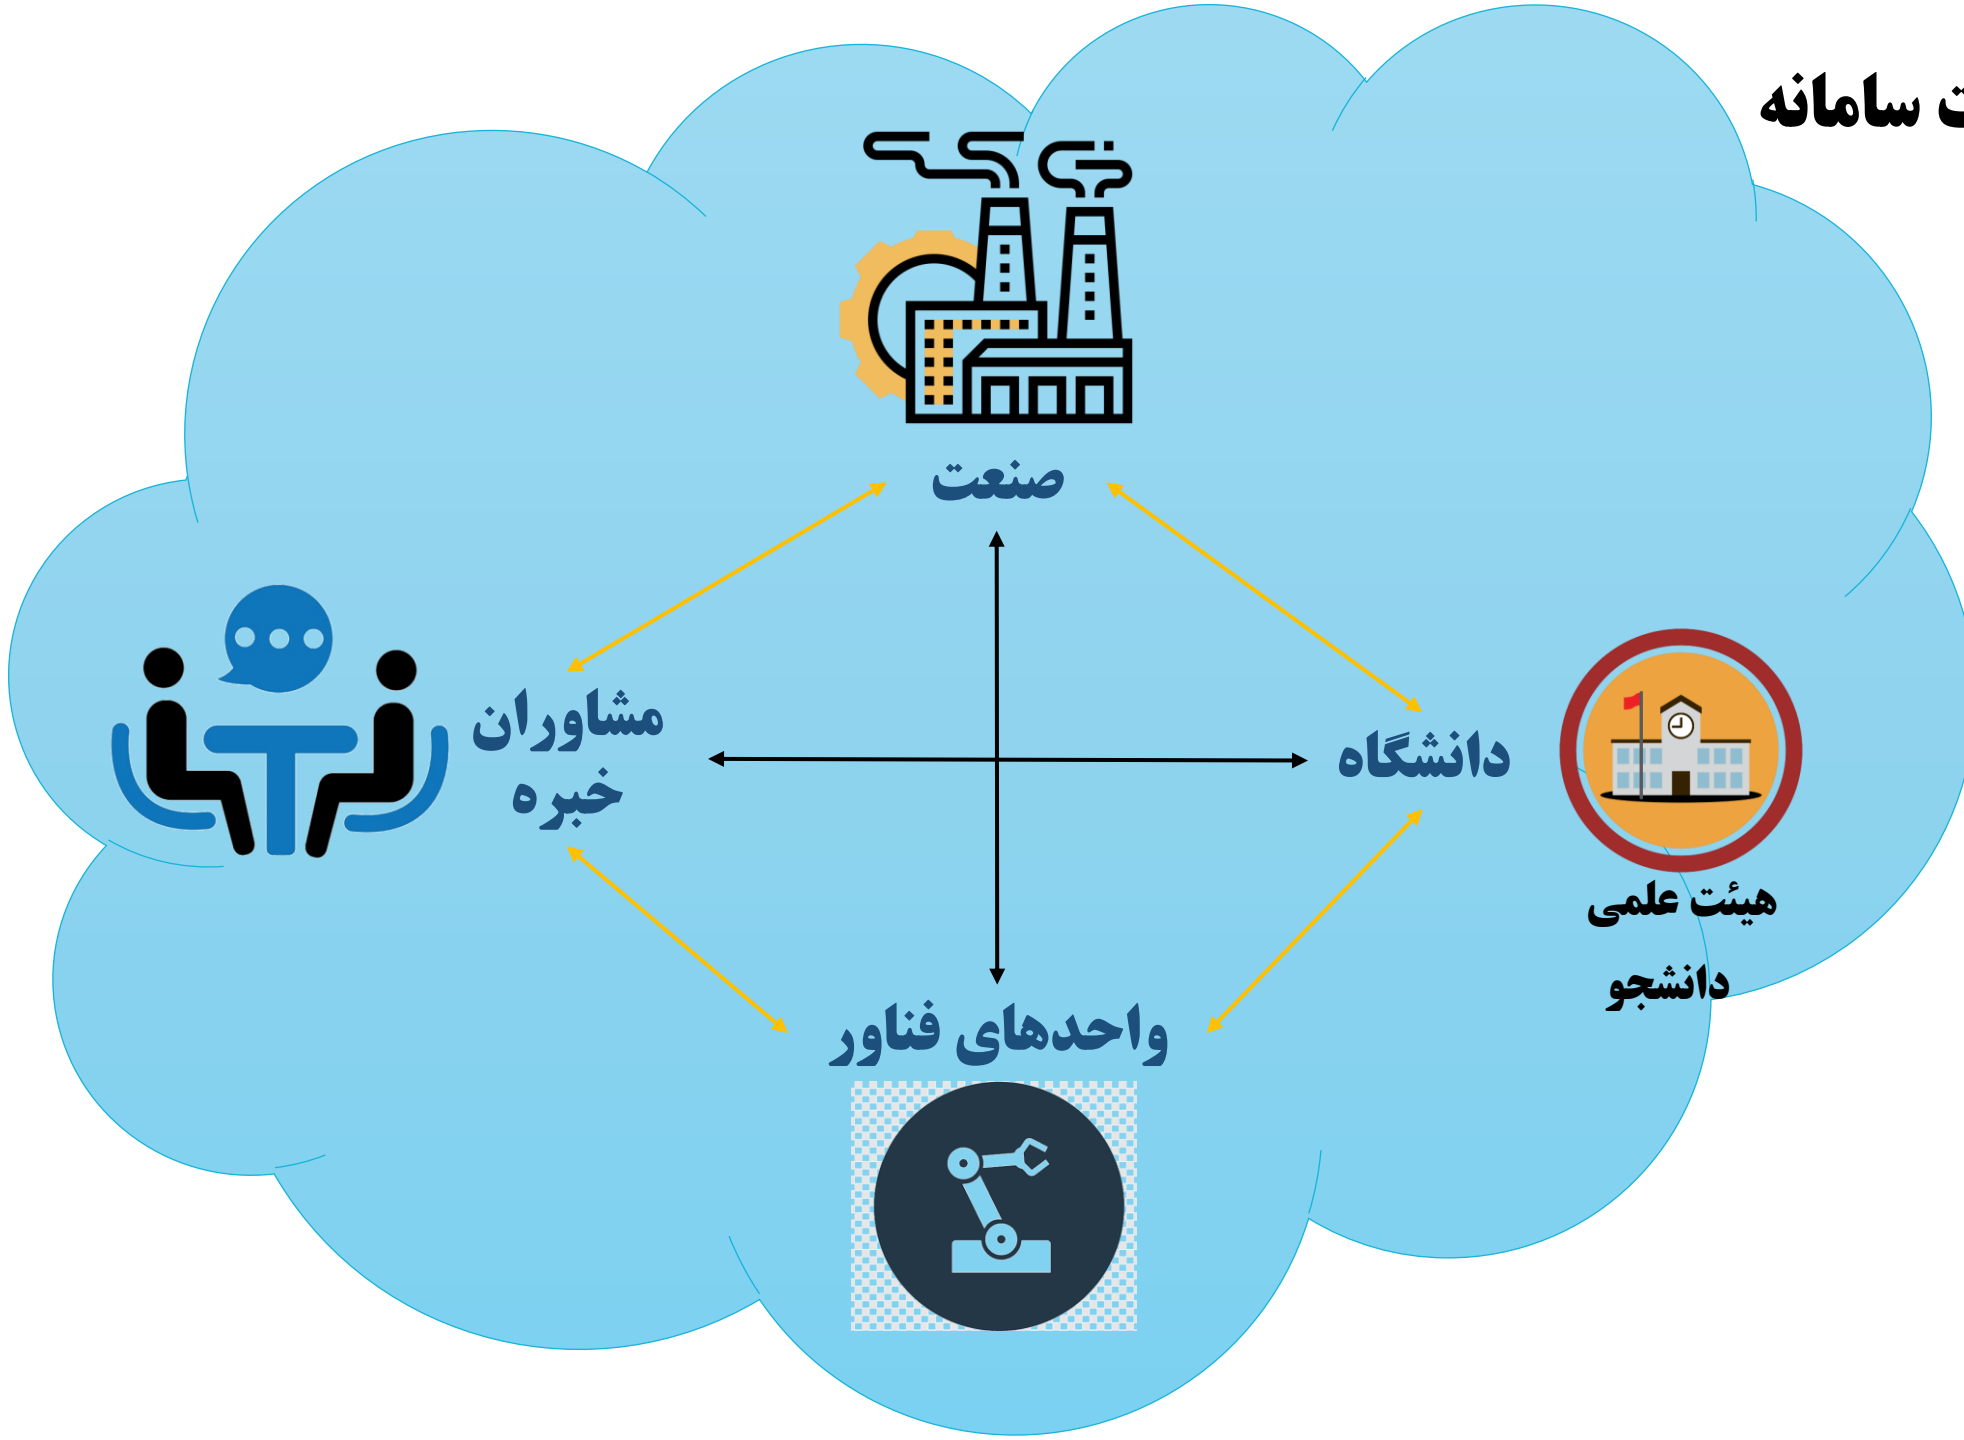 سامانه
صنعت
مشاوران
خبره
دانشگاه
هیئت علمی
دانشجو
واحدهای فناور